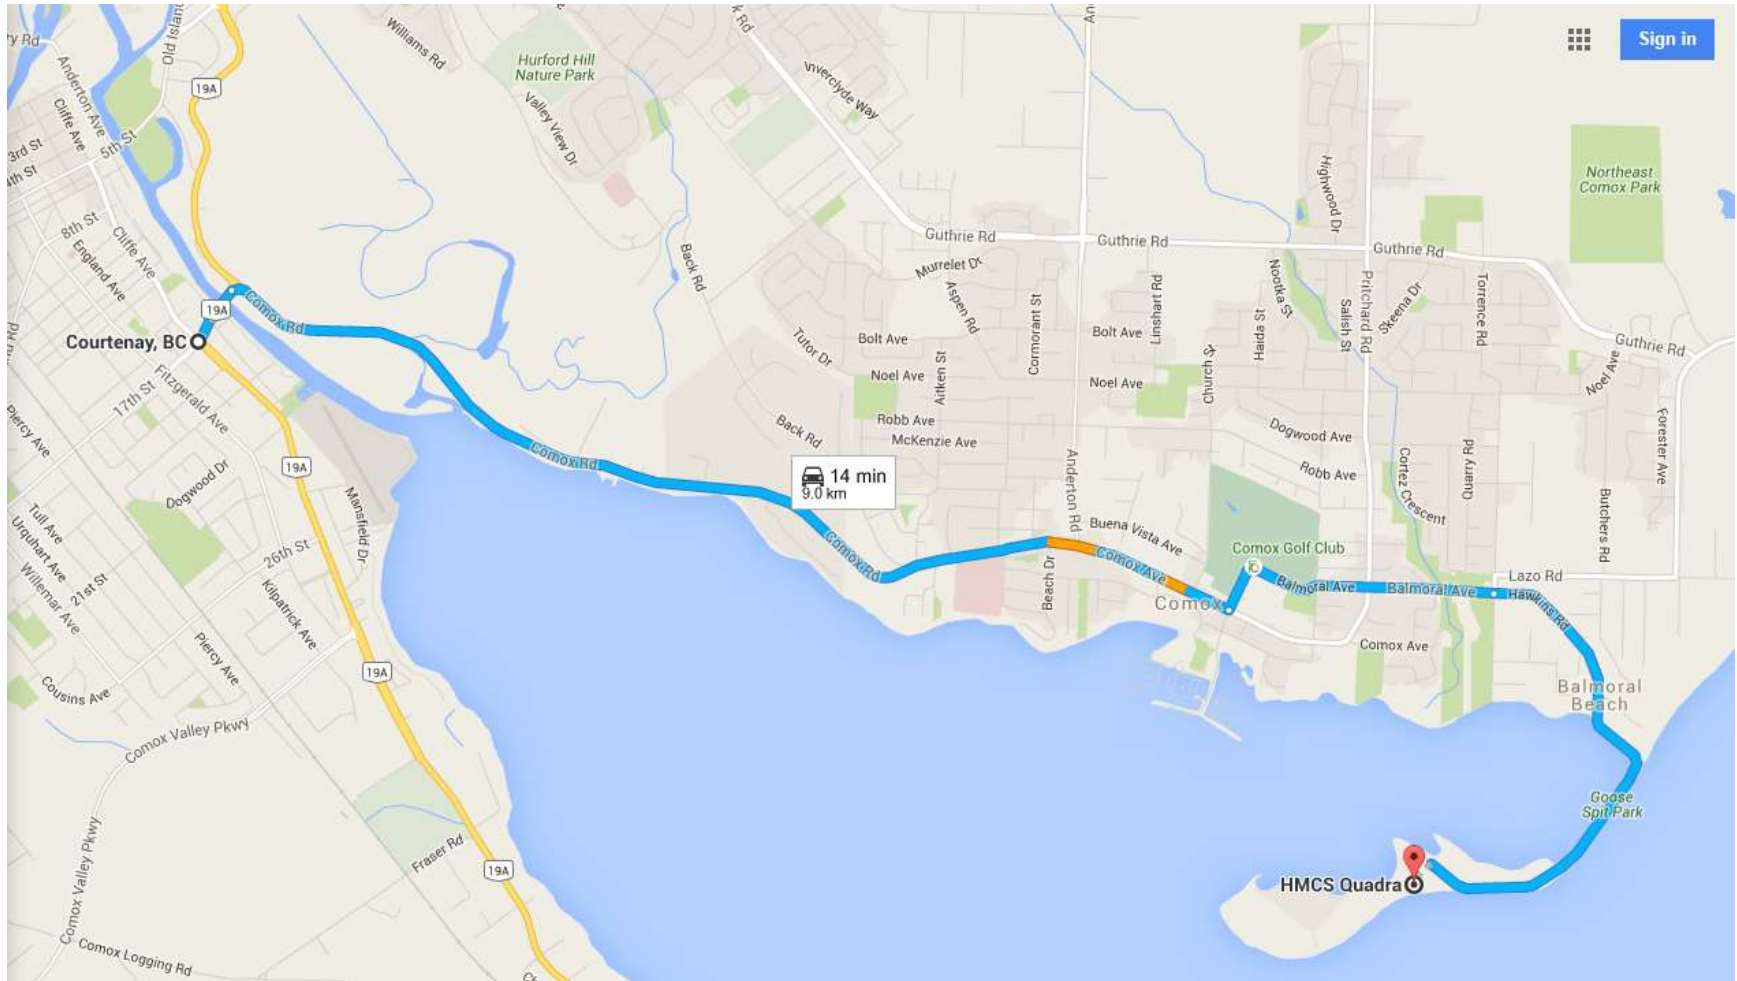 Sign in
Williams Rd
Old Island
19A
Anderton Ave
Cliffe Ave
5th St
3rd St
4th St
8th St
England Ave
Cliffe Ave
Hurford Hill
Nature Park
Valley View Dr
Inverclyde Way
Northeast
Comox Park
Highwood Dr
Guthrie Rd
Guthrie Rd
Guthrie Rd
Guthrie Rd
Murrelet Dr
Aspen Rd
Back Rd
Cormorant St
Linshart Rd
Nootka St
Haida St
Salish St
Pritchard Rd
Skeena Dr
Torrence Rd
19A
Comox Rd
Courtenay, BC
Tutor Dr
Bolt Ave
Bolt Ave
Noel Ave
Noel Ave
Noel Ave
Aitken St
Church St
Robb Ave
McKenzie Ave
Back Rd
17th St
Fitzgerald Ave
Piercy Ave
19A
Dogwood Dr
Mansfield Dr
Comox Rd
14 min
9.0 km
Anderton Rd
Dogwood Ave
Robb Ave
Cortez Crescent
Quarry Rd
Forester Ave
Butchers Rd
Tull Ave
Urquhart Ave
Willemar Ave
21st St
26th St
Kilpatrick Ave
Piercy Ave
Cousins Ave
Comox Rd
Beach Dr
Buena Vista Ave
Comox Ave
Comox
Comox Golf Club
Balmoral Ave
Balmoral Ave
Lazo Rd
Hawkins Rd
Comox Ave
Balmoral
Beach
19A
Comox Valley Pkwy
Comox Valley Pkwy
Fraser Rd
19A
Comox Logging Rd
Goose
Spit Park
HMCS Quadra